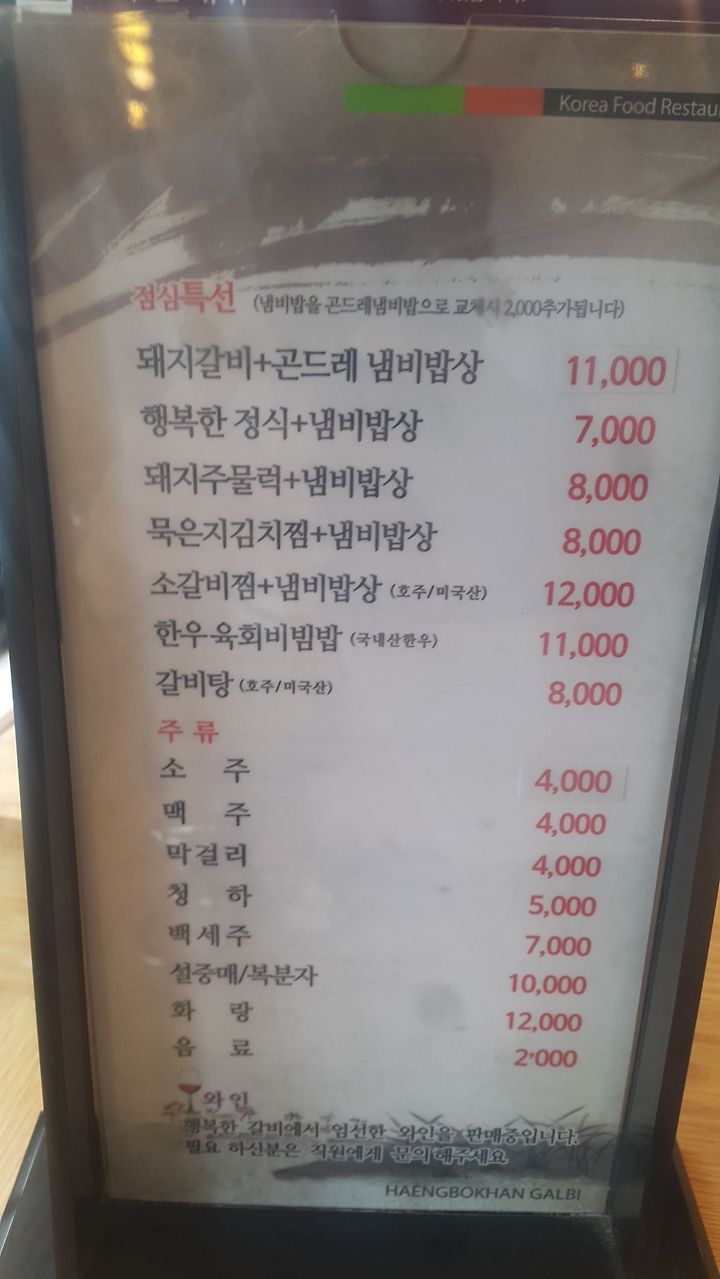 Korea Food Restau
점심특선 (냄비밥을 곤드레냄비밥으로 교체시 2,000추가됩니다)
돼지갈비+곤드레 냄비밥상 11,000
행복한 정식+냄비밥상 7,000
돼지주물럭+냄비밥상 8,000
묵은지김치찜+냄비밥상 8,000
소갈비찜+냄비밥상 (호주/미국산) 12,000
한우육회비빔밥 (국내산한우) 11,000
갈비탕 (호주/미국산) 8,000
주 류
소 주 4,000
맥 주 4,000
막걸리 4,000
청 하 5,000
백세주 7,000
설중매/복분자 10,000
화 랑 12,000
음 료 2,000
와인
행복한 갈비에서 엄선한 와인을 판매중입니다.
필요 하신분은 직원에게 문의해주세요
HAENGBOKHAN GALBI